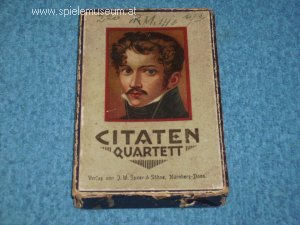 www.spielemuseum.at
CITATEN
QUARTETT
Verlag von J. W. Spear & Söhne, Nürnberg-Doos.